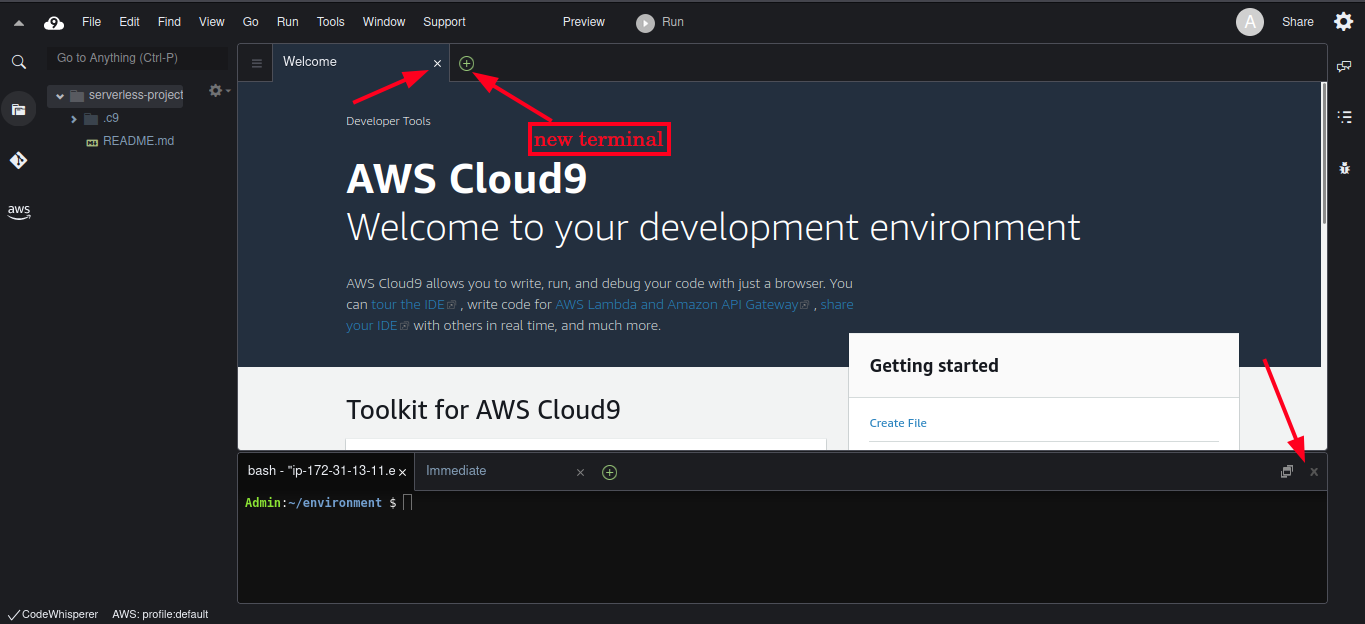 File Edit Find View Go Run Tools Window Support Preview Run A Share
Go to Anything (Ctrl-P)
serverless-project
.c9
README.md
aws
Welcome
new terminal
Developer Tools
AWS Cloud9
Welcome to your development environment
AWS Cloud9 allows you to write, run, and debug your code with just a browser. You
can tour the IDE , write code for AWS Lambda and Amazon API Gateway , share
your IDE with others in real time, and much more.
Toolkit for AWS Cloud9
Getting started
Create File
bash - "ip-172-31-13-11.e Immediate
Admin:~/environment $
CodeWhisperer AWS: profile:default